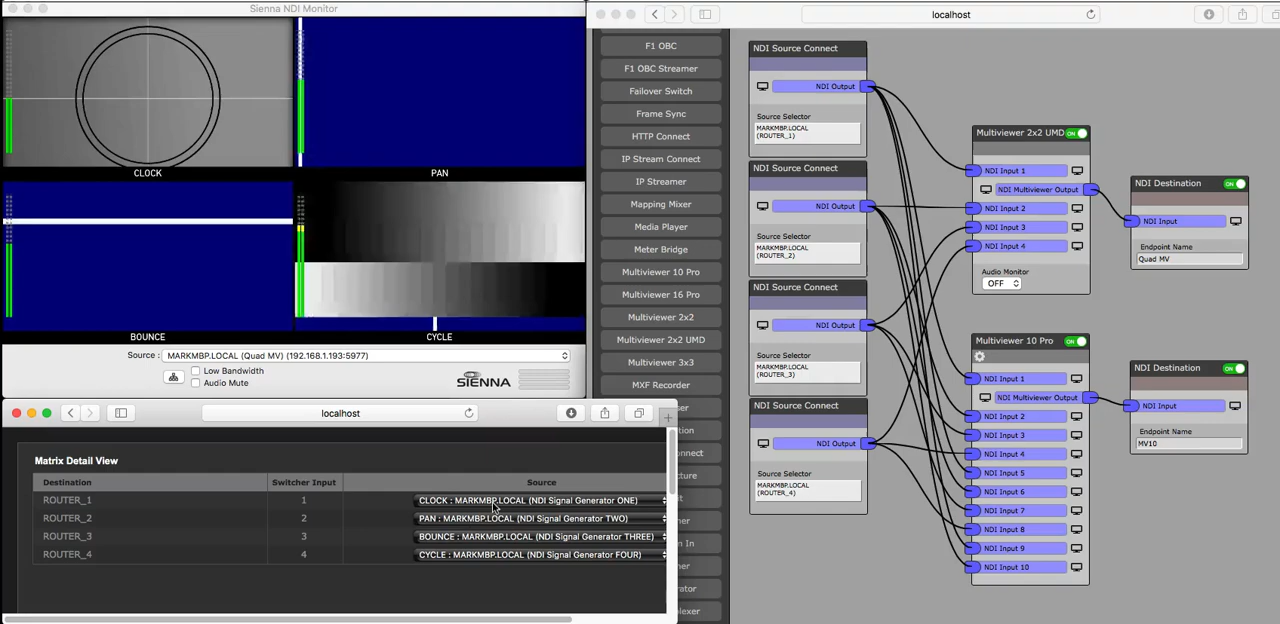 Sienna NDI Monitor
CLOCK
PAN
BOUNCE
CYCLE
Source : MARKMBP.LOCAL (Quad MV) (192.168.1.193:5977)
Low Bandwidth
Audio Mute
SIENNA
localhost
Matrix Detail View
Destination Switcher Input Source
ROUTER_1 1 CLOCK : MARKMBP.LOCAL (NDI Signal Generator ONE)
ROUTER_2 2 PAN : MARKMBP.LOCAL (NDI Signal Generator TWO)
ROUTER_3 3 BOUNCE : MARKMBP.LOCAL (NDI Signal Generator THREE)
ROUTER_4 4 CYCLE : MARKMBP.LOCAL (NDI Signal Generator FOUR)
localhost
F1 OBC
F1 OBC Streamer
Failover Switch
Frame Sync
HTTP Connect
IP Stream Connect
IP Streamer
Mapping Mixer
Media Player
Meter Bridge
Multiviewer 10 Pro
Multiviewer 16 Pro
Multiviewer 2x2
Multiviewer 2x2 UMD
Multiviewer 3x3
MXF Recorder
NDI Source Connect
NDI Output
Source Selector
MARKMBP.LOCAL
(ROUTER_1)
NDI Source Connect
NDI Output
Source Selector
MARKMBP.LOCAL
(ROUTER_2)
NDI Source Connect
NDI Output
Source Selector
MARKMBP.LOCAL
(ROUTER_3)
NDI Source Connect
NDI Output
Source Selector
MARKMBP.LOCAL
(ROUTER_4)
Multiviewer 2x2 UMD ON
NDI Input 1
NDI Multiviewer Output
NDI Input 2
NDI Input 3
NDI Input 4
Audio Monitor
OFF
NDI Destination ON
NDI Input
Endpoint Name
Quad MV
Multiviewer 10 Pro ON
NDI Input 1
NDI Multiviewer Output
NDI Input 2
NDI Input 3
NDI Input 4
NDI Input 5
NDI Input 6
NDI Input 7
NDI Input 8
NDI Input 9
NDI Input 10
NDI Destination ON
NDI Input
Endpoint Name
MV10